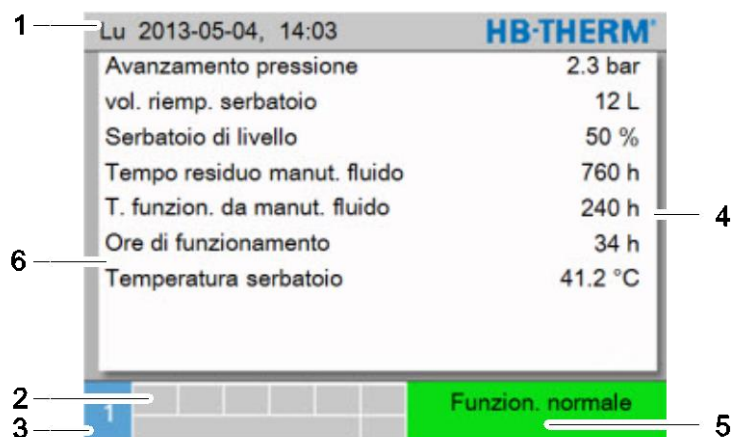 1
Lu 2013-05-04, 14:03 HB-THERM®
Avanzamento pressione 2.3 bar
vol. riemp. serbatoio 12 L
Serbatoio di livello 50 %
Tempo residuo manut. fluido 760 h
T. funzion. da manut. fluido 240 h
4
Ore di funzionamento 34 h
6
Temperatura serbatoio 41.2 °C
2
1
Funzion. normale
3
5